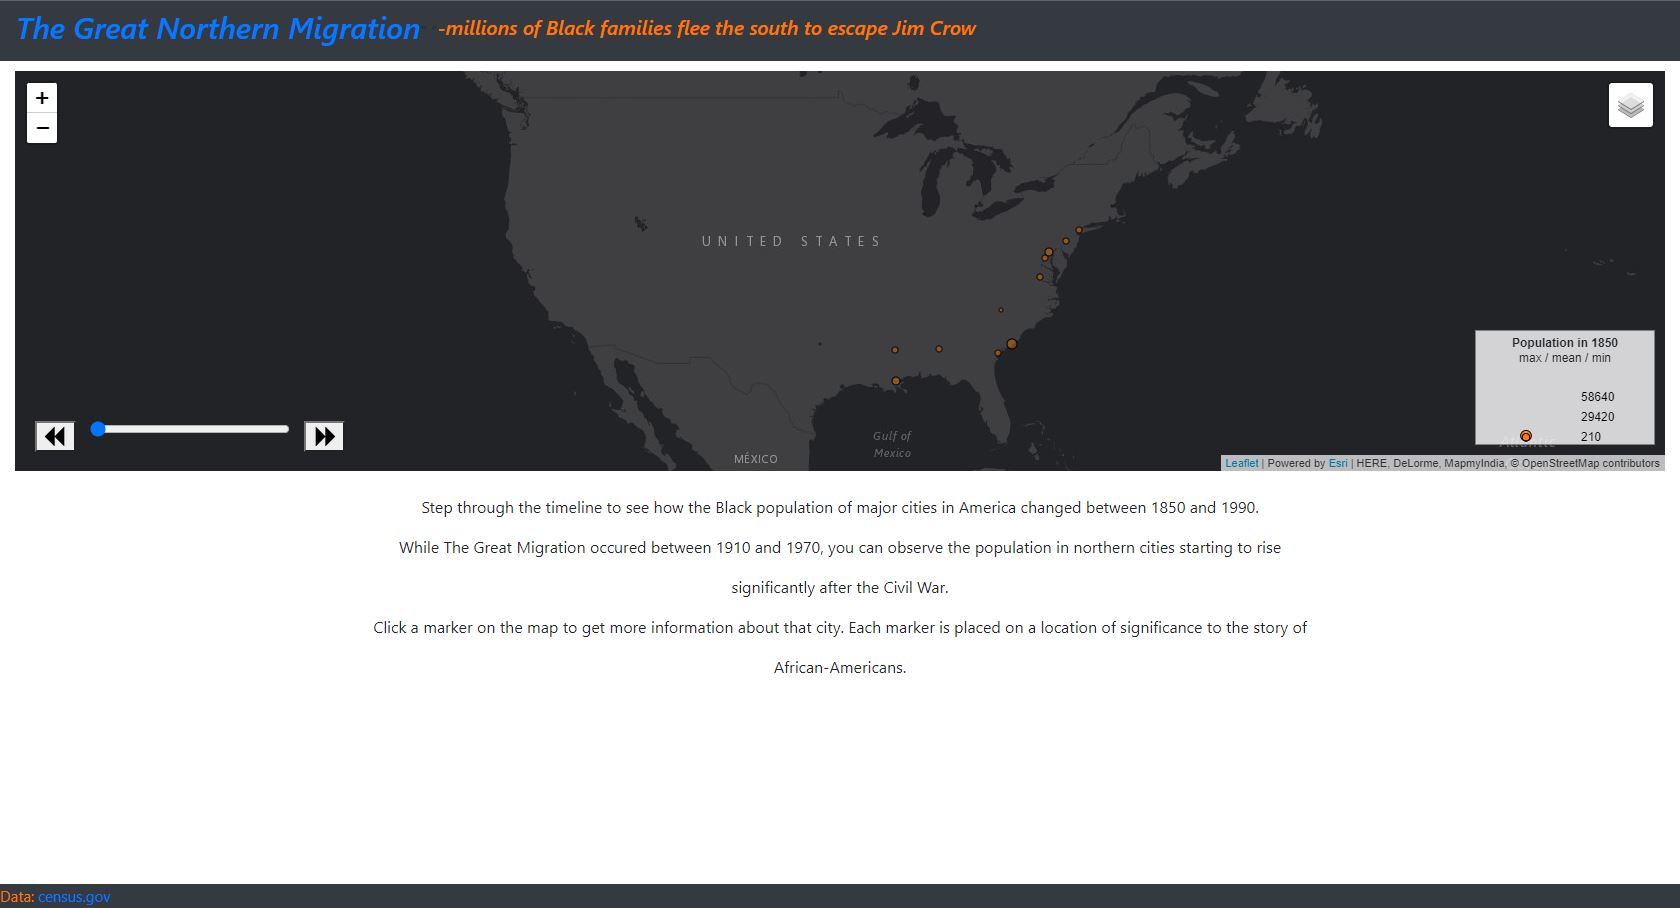 The Great Northern Migration -millions of Black families flee the south to escape Jim Crow
+
−
UNITED STATES
Population in 1850
max / mean / min
58640
29420
210
Atlantic
Gulf of
Mexico
MÉXICO
Leaflet | Powered by Esri | HERE, DeLorme, MapmyIndia, © OpenStreetMap contributors
Step through the timeline to see how the Black population of major cities in America changed between 1850 and 1990.
While The Great Migration occured between 1910 and 1970, you can observe the population in northern cities starting to rise
significantly after the Civil War.
Click a marker on the map to get more information about that city. Each marker is placed on a location of significance to the story of
African-Americans.
Data: census.gov